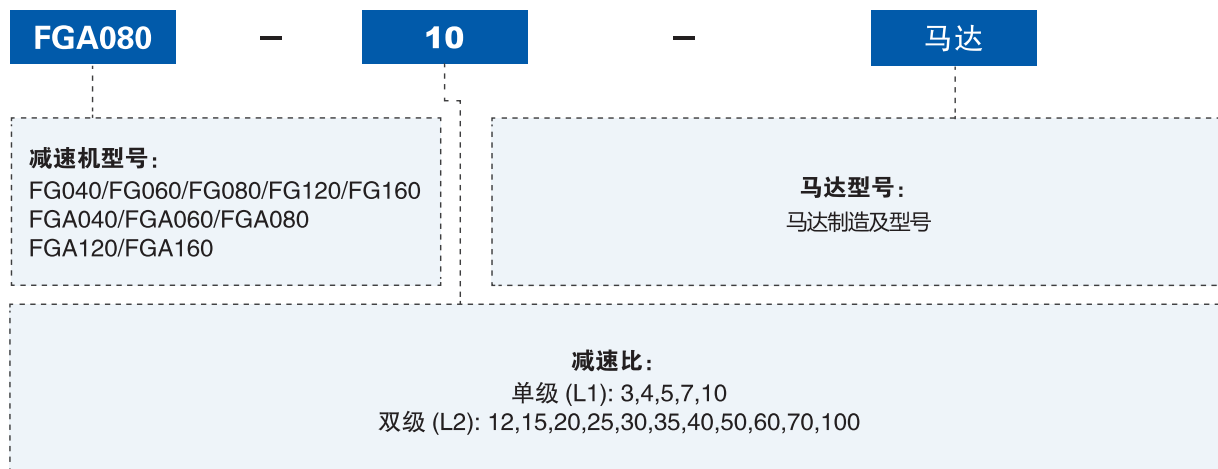 FGA080 – 10 – 马达
减速机型号：
FG040/FG060/FG080/FG120/FG160
FGA040/FGA060/FGA080
FGA120/FGA160
马达型号：
马达制造及型号
减速比：
单级 (L1): 3,4,5,7,10
双级 (L2): 12,15,20,25,30,35,40,50,60,70,100